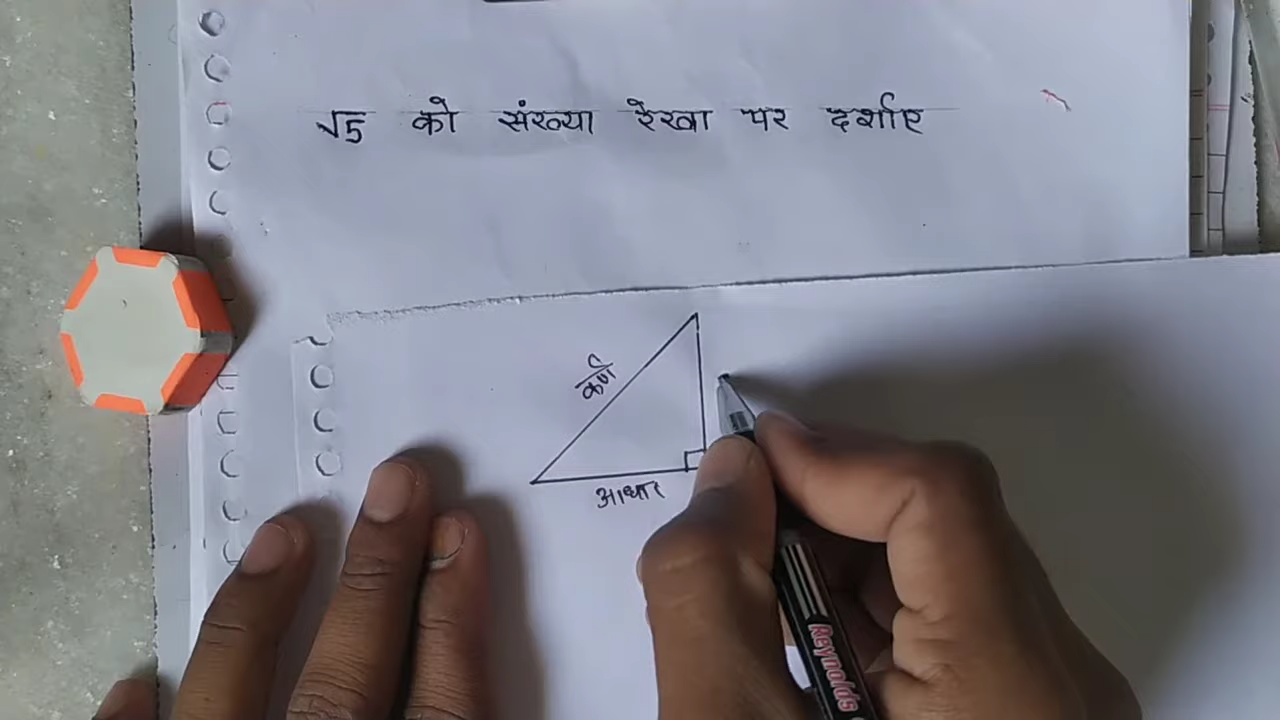 √5 को संख्या रेखा पर दर्शाए
कर्ण
आधार
Reynolds